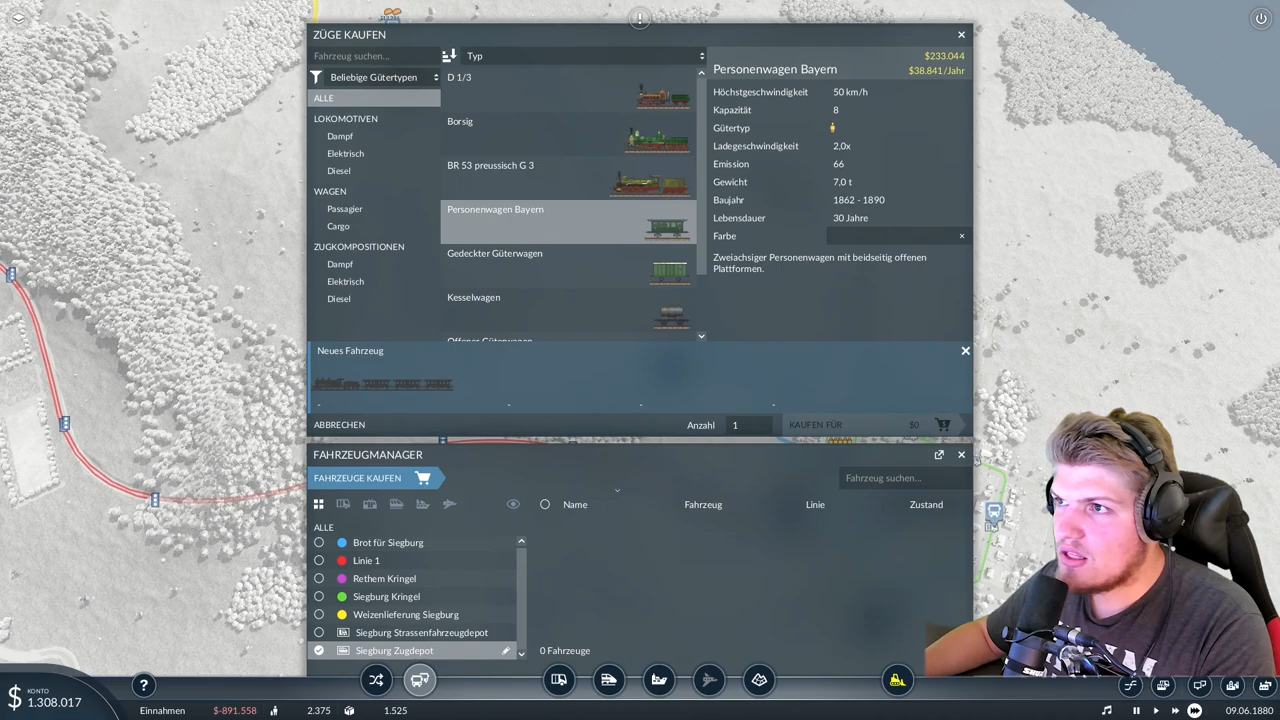 ZÜGE KAUFEN
Fahrzeug suchen...
Typ
$233.044
Beliebige Gütertypen
D 1/3
Personenwagen Bayern
$38.841/Jahr
ALLE
Höchstgeschwindigkeit 50 km/h
LOKOMOTIVEN
Borsig
Kapazität 8
Dampf
Gütertyp
Elektrisch
Ladegeschwindigkeit 2,0x
Diesel
BR 53 preussisch G 3
Emission 66
WAGEN
Gewicht 7,0 t
Passagier
Personenwagen Bayern
Baujahr 1862 - 1890
Cargo
Lebensdauer 30 Jahre
ZUGKOMPOSITIONEN
Farbe
Dampf
Gedeckter Güterwagen
Zweiachsiger Personenwagen mit beidseitig offenen
Plattformen.
Elektrisch
Diesel
Kesselwagen
Offener Güterwagen
Neues Fahrzeug
- - - -
ABBRECHEN
Anzahl 1
KAUFEN FÜR $0
FAHRZEUGMANAGER
FAHRZEUGE KAUFEN
Fahrzeug suchen...
Name Fahrzeug Linie Zustand
ALLE
Brot für Siegburg
Linie 1
Rethem Kringel
Siegburg Kringel
Weizenlieferung Siegburg
Siegburg Strassenfahrzeugdepot
Siegburg Zugdepot
0 Fahrzeuge
$ KONTO
1.308.017
?
Einnahmen $-891.558 2.375 1.525
09.06.1880